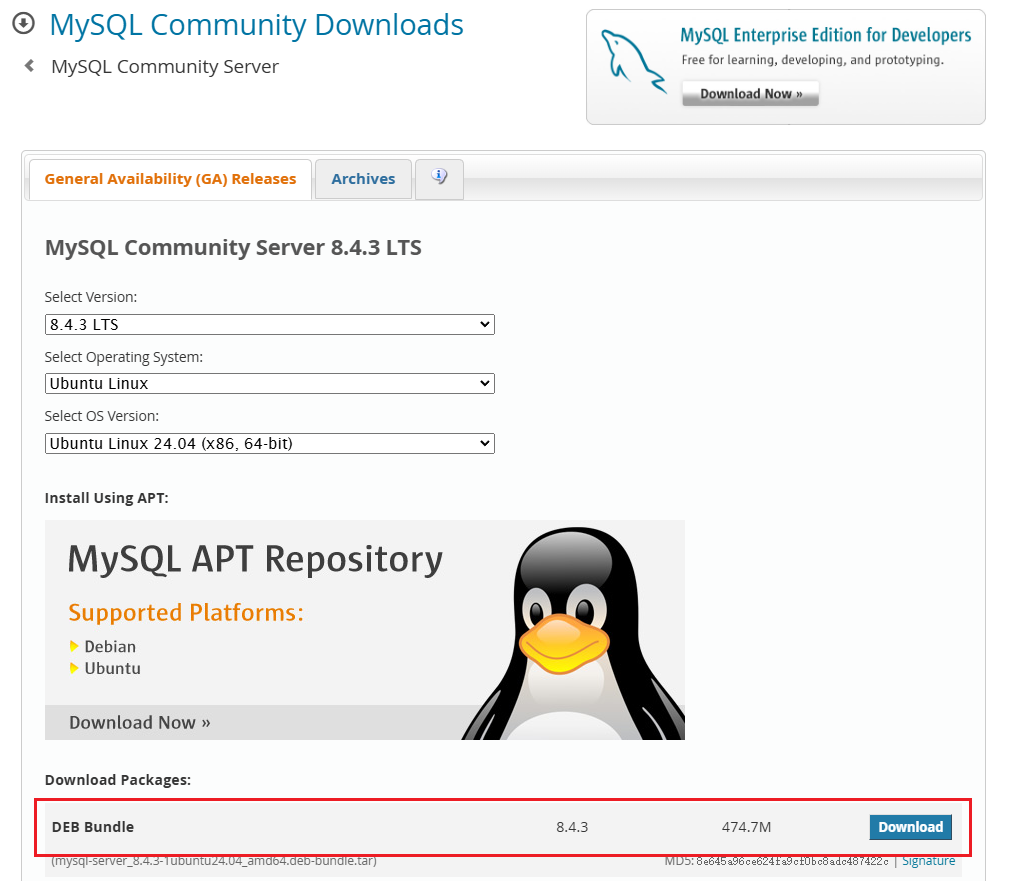 MySQL Community Downloads
MySQL Community Server
MySQL Enterprise Edition for Developers
Free for learning, developing, and prototyping.
Download Now »
General Availability (GA) Releases
Archives
MySQL Community Server 8.4.3 LTS
Select Version:
8.4.3 LTS
Select Operating System:
Ubuntu Linux
Select OS Version:
Ubuntu Linux 24.04 (x86, 64-bit)
Install Using APT:
MySQL APT Repository
Supported Platforms:
Debian
Ubuntu
Download Now »
Download Packages:
DEB Bundle 8.4.3 474.7M Download
(mysql-server_8.4.3-1ubuntu24.04_amd64.deb-bundle.tar) MD5: 8e645a96ce624fa9cf0bc8adc487422c | Signature